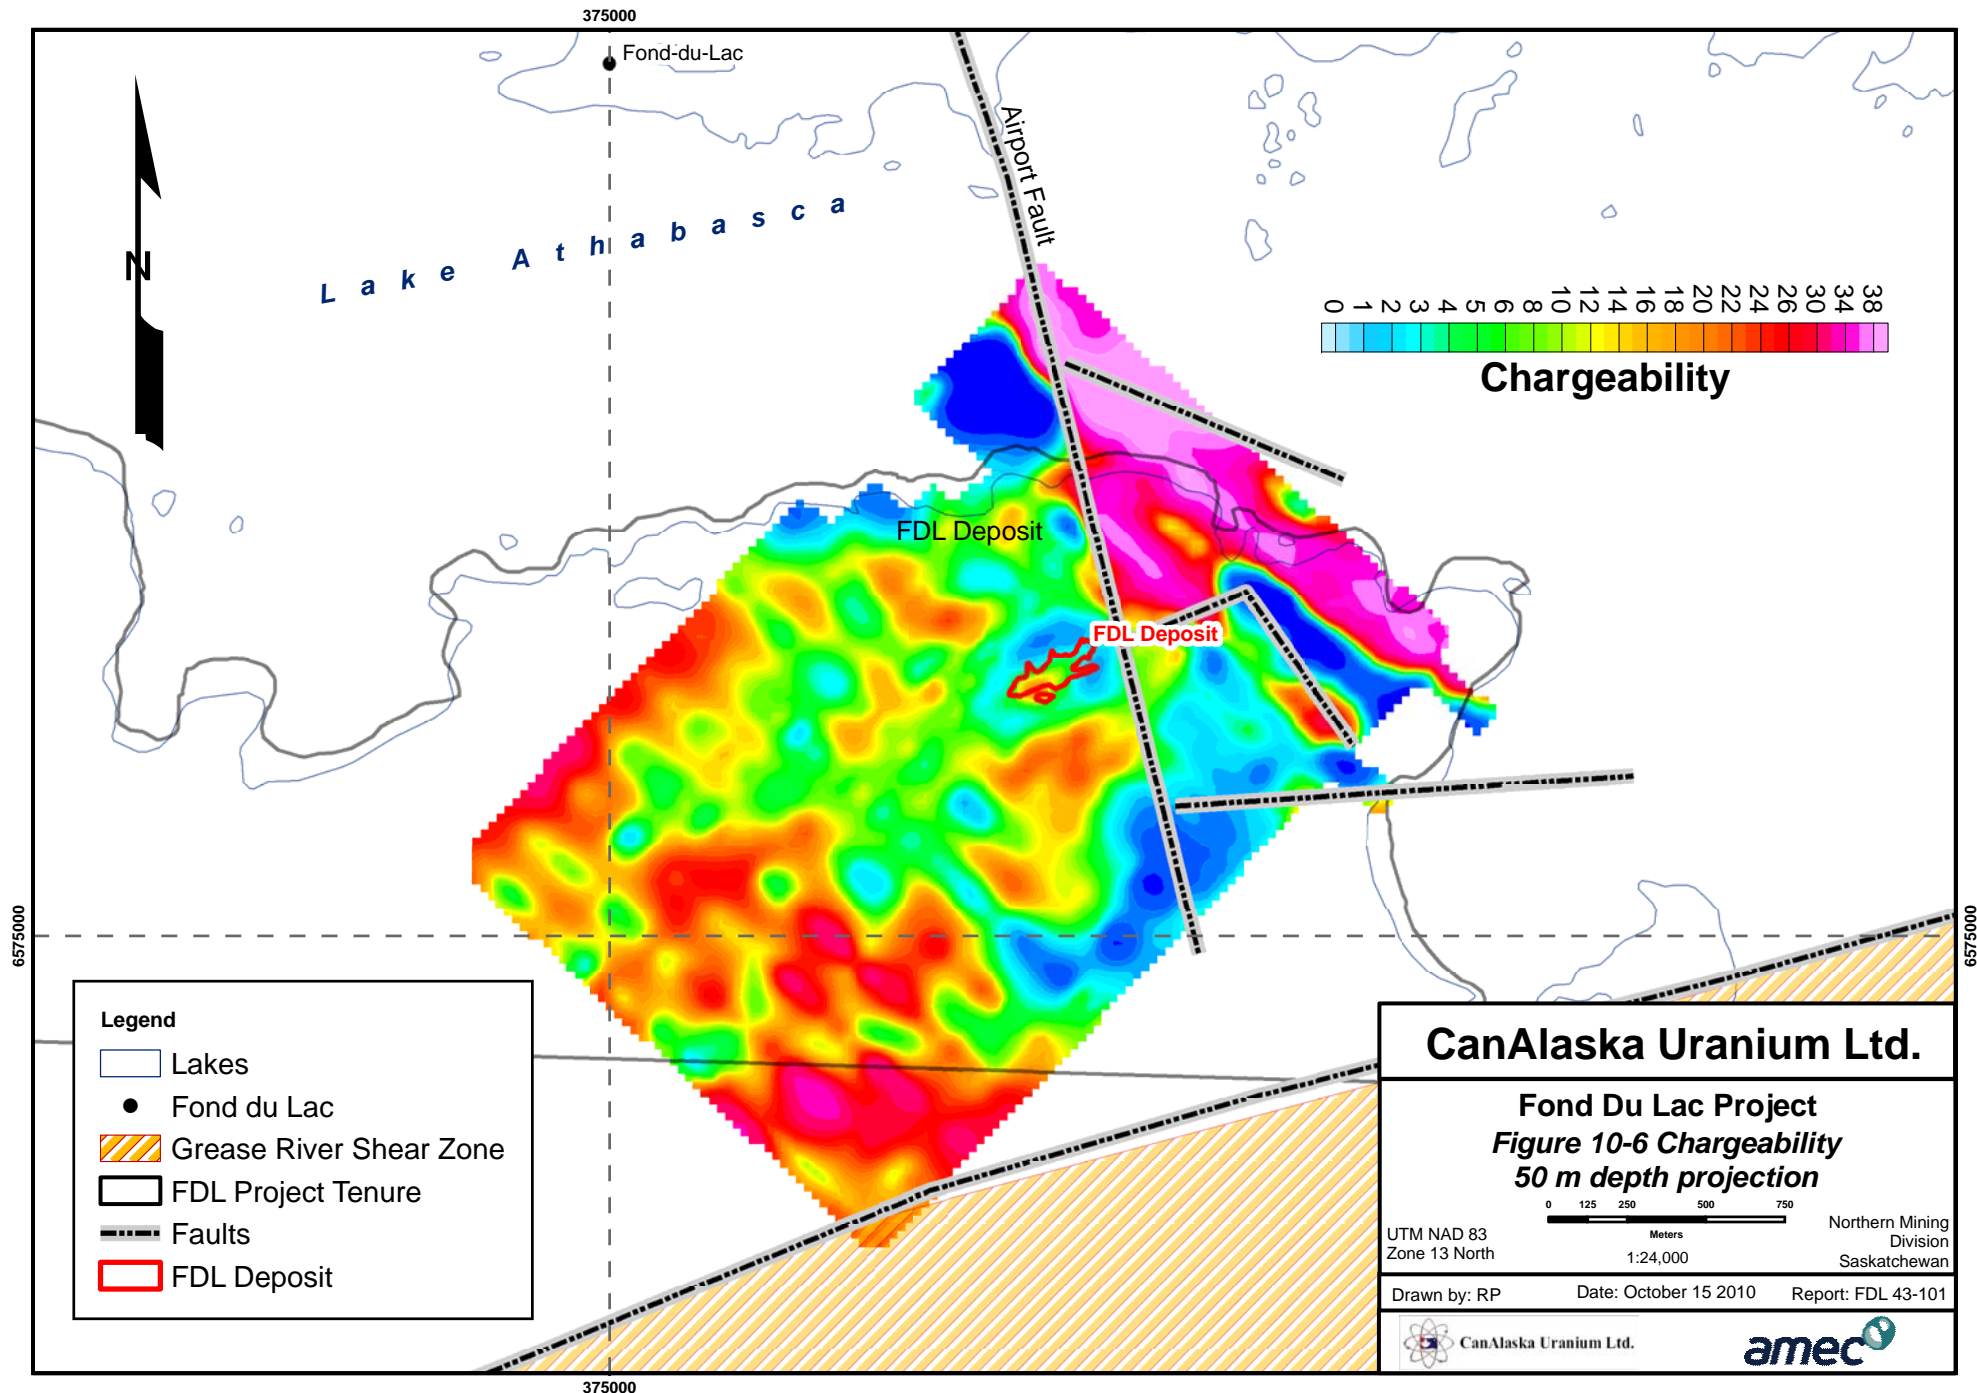 375000
Fond-du-Lac
Airport Fault
Lake Athabasca
N
0 1 2 3 4 5 6 8 10 12 14 16 18 20 22 24 26 30 34 38
Chargeability
FDL Deposit
FDL Deposit
6575000
6575000
Legend
Lakes
Fond du Lac
Grease River Shear Zone
FDL Project Tenure
Faults
FDL Deposit
CanAlaska Uranium Ltd.
Fond Du Lac Project
Figure 10-6 Chargeability
50 m depth projection
0 125 250 500 750
Meters
1:24,000
UTM NAD 83
Zone 13 North
Northern Mining
Division
Saskatchewan
Drawn by: RP
Date: October 15 2010
Report: FDL 43-101
CanAlaska Uranium Ltd.
amec
375000